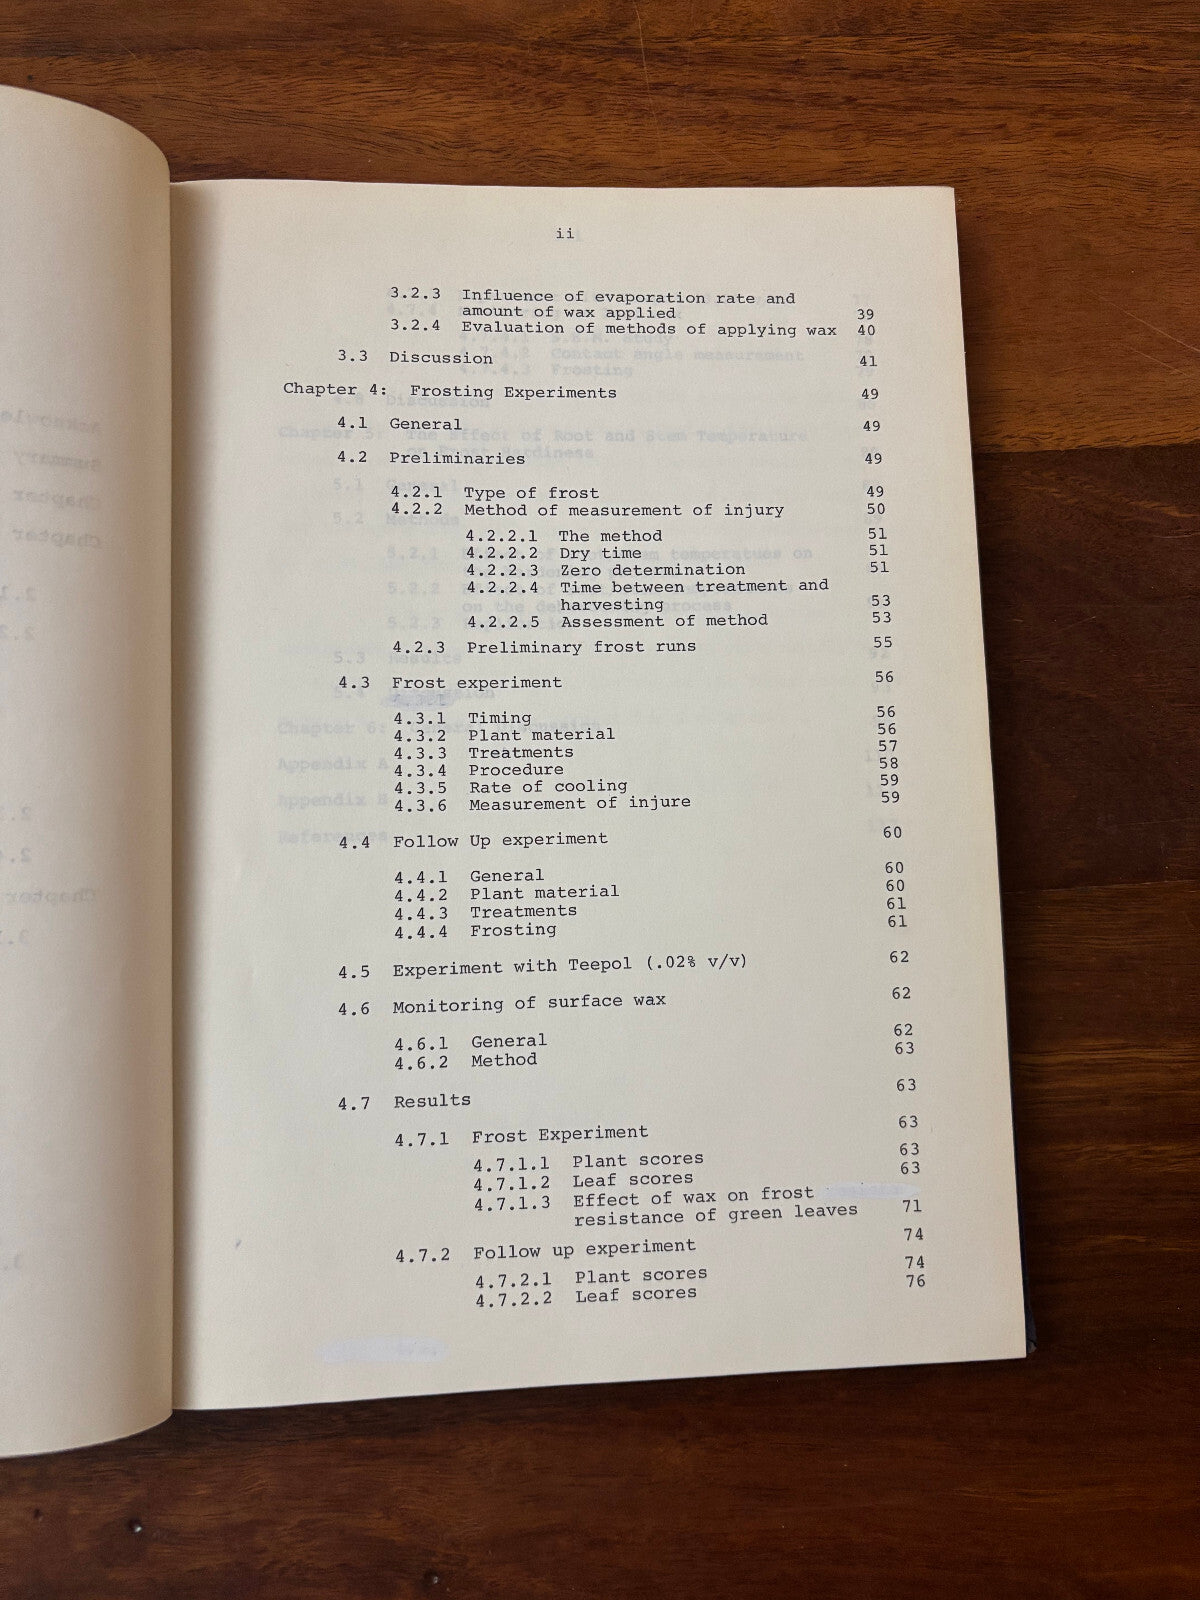 ii
3.2.3 Influence of evaporation rate and
amount of wax applied 39
3.2.4 Evaluation of methods of applying wax 40
3.3 Discussion 41
Chapter 4: Frosting Experiments 49
4.1 General 49
4.2 Preliminaries 49
4.2.1 Type of frost 49
4.2.2 Method of measurement of injury 50
4.2.2.1 The method 51
4.2.2.2 Dry time 51
4.2.2.3 Zero determination 51
4.2.2.4 Time between treatment and
harvesting 53
4.2.2.5 Assessment of method 53
4.2.3 Preliminary frost runs 55
4.3 Frost experiment 56
4.3.1 Timing 56
4.3.2 Plant material 56
4.3.3 Treatments 57
4.3.4 Procedure 58
4.3.5 Rate of cooling 59
4.3.6 Measurement of injure 59
4.4 Follow Up experiment 60
4.4.1 General 60
4.4.2 Plant material 60
4.4.3 Treatments 61
4.4.4 Frosting 61
4.5 Experiment with Teepol (.02% v/v) 62
4.6 Monitoring of surface wax 62
4.6.1 General 62
4.6.2 Method 63
4.7 Results 63
4.7.1 Frost Experiment 63
4.7.1.1 Plant scores 63
4.7.1.2 Leaf scores 63
4.7.1.3 Effect of wax on frost
resistance of green leaves 71
4.7.2 Follow up experiment 74
4.7.2.1 Plant scores 74
4.7.2.2 Leaf scores 76